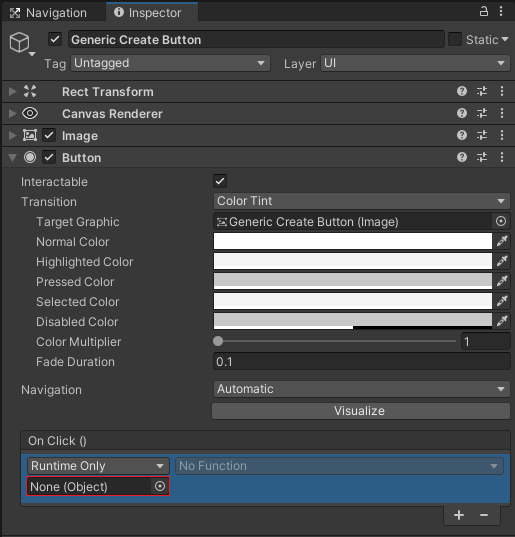 Navigation Inspector
Generic Create Button Static
Tag Untagged Layer UI
Rect Transform
Canvas Renderer
Image
Button
Interactable
Transition Color Tint
Target Graphic Generic Create Button (Image)
Normal Color
Highlighted Color
Pressed Color
Selected Color
Disabled Color
Color Multiplier 1
Fade Duration 0.1
Navigation Automatic
Visualize
On Click ()
Runtime Only No Function
None (Object)